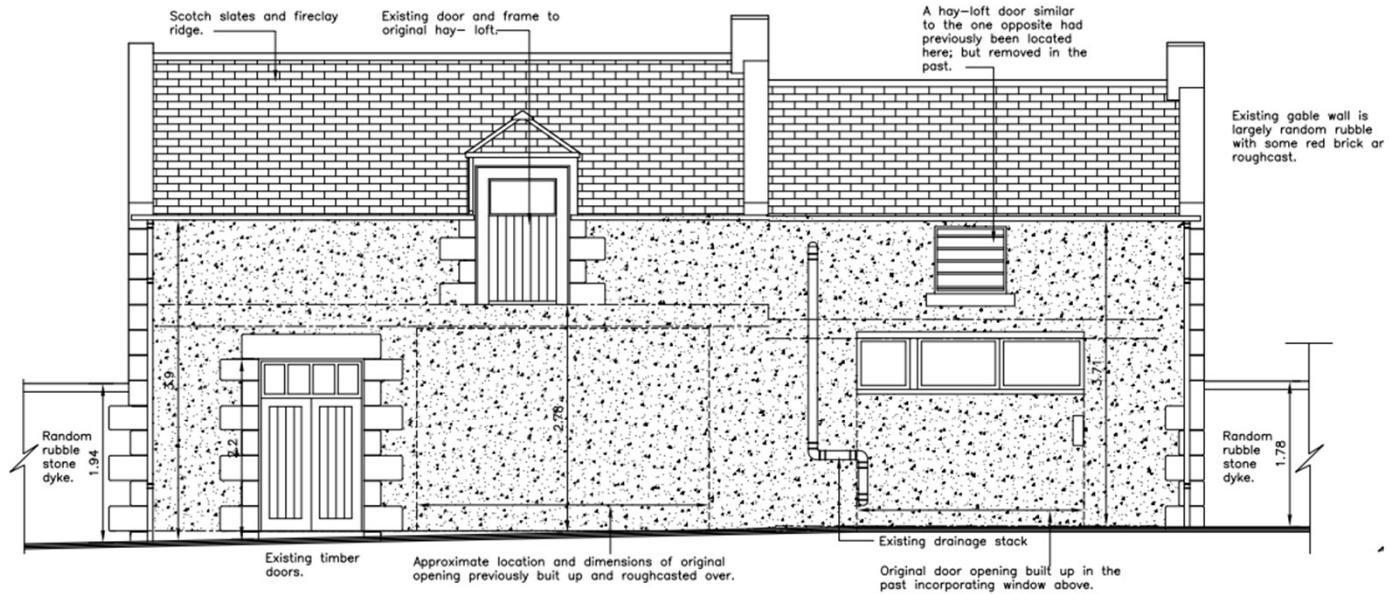 Scotch slates and fireclay
ridge.
Existing door and frame to
original hay– loft.
A hay–loft door similar
to the one opposite had
previously been located
here; but removed in the
past.
Existing gable wall is
largely random rubble
with some red brick ar
roughcast.
3.9
2.2
2.78
3.71
Random
rubble
stone
dyke.
1.94
Random
rubble
stone
dyke.
1.78
Existing timber
doors.
Approximate location and dimensions of original
opening previously buit up and roughcasted over.
Existing drainage stack
Original door opening built up in the
past incorporating window above.